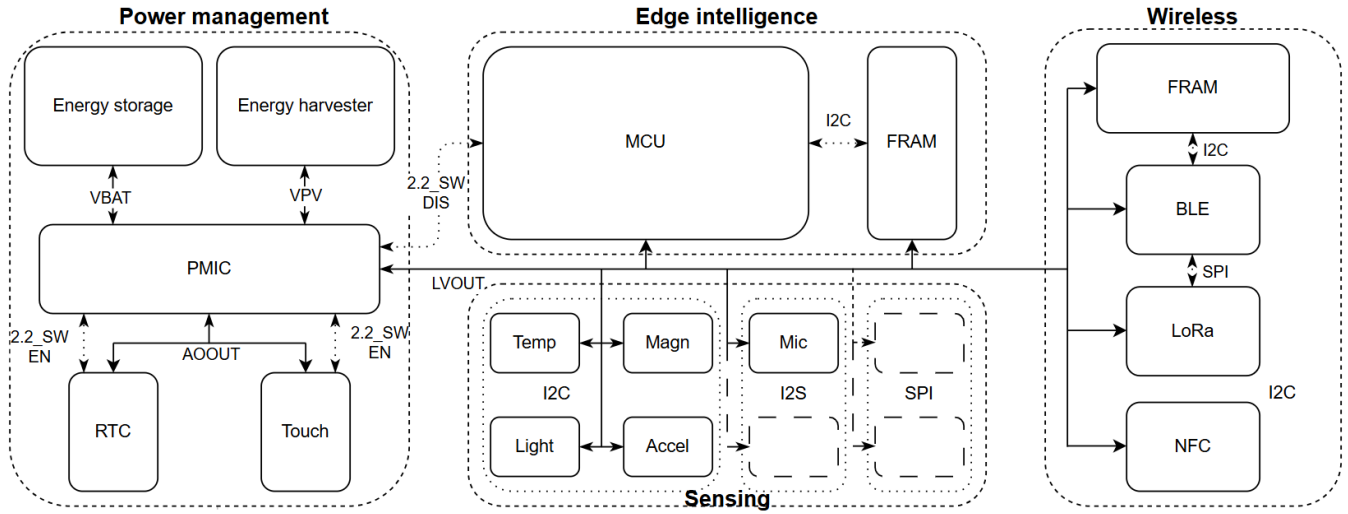 Power management
Energy storage
Energy harvester
VBAT
VPV
PMIC
2.2_SW
EN
AOOUT
2.2_SW
EN
RTC
Touch
2.2_SW
DIS
LVOUT
Edge intelligence
MCU
I2C
FRAM
Temp
Magn
I2C
Light
Accel
Mic
I2S
SPI
Sensing
Wireless
FRAM
I2C
BLE
SPI
LoRa
I2C
NFC